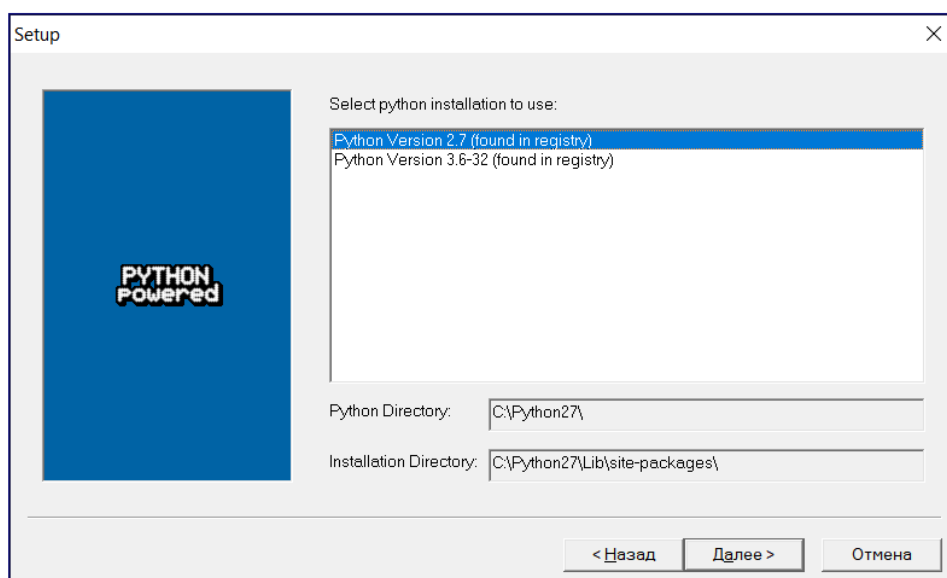 Setup
Select python installation to use:
Python Version 2.7 (found in registry)
Python Version 3.6-32 (found in registry)
PYTHON
powered
Python Directory: C:\Python27\
Installation Directory: C:\Python27\Lib\site-packages\
< Назад Далее > Отмена